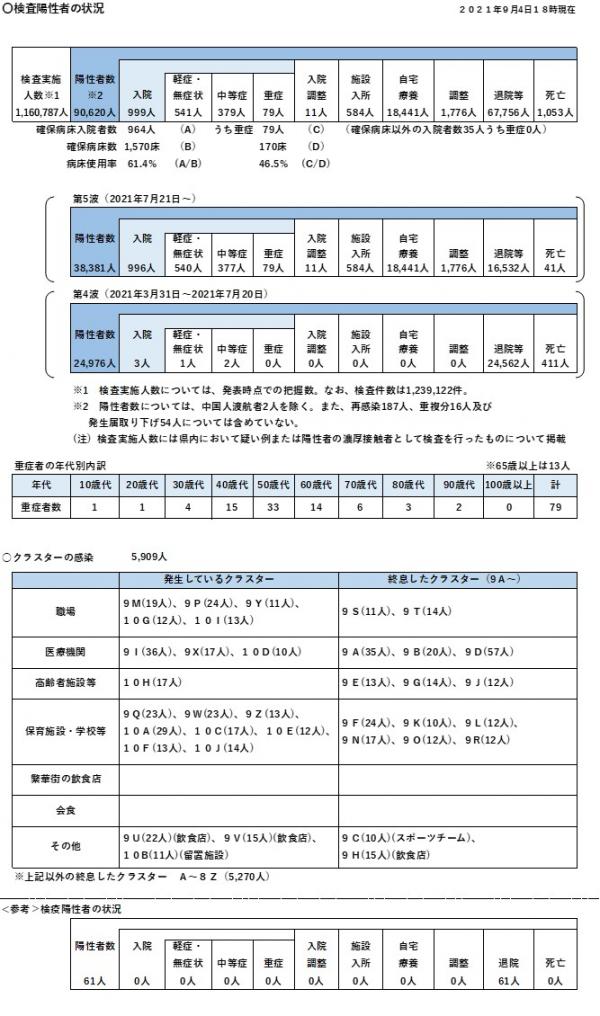 〇検査陽性者の状況
２０２１年９月4日１８時現在
検査実施人数※1 陽性者数※2 入院 軽症・無症状 中等症 重症 入院調整 施設入所 自宅療養 調整 退院等 死亡
1,160,787人 90,620人 999人 541人 379人 79人 11人 584人 18,441人 1,776人 67,756人 1,053人
確保病床入院者数 964人 (A) うち重症 79人 (C) （確保病床以外の入院者数35人うち重症0人）
確保病床数 1,570床 (B) 170床 (D)
病床使用率 61.4% (A/B) 46.5% (C/D)
第5波（2021年7月21日～）
陽性者数 入院 軽症・無症状 中等症 重症 入院調整 施設入所 自宅療養 調整 退院等 死亡
38,381人 996人 540人 377人 79人 11人 584人 18,441人 1,776人 16,532人 41人
第4波（2021年3月31日～2021年7月20日）
陽性者数 入院 軽症・無症状 中等症 重症 入院調整 施設入所 自宅療養 調整 退院等 死亡
24,976人 3人 1人 2人 0人 0人 0人 0人 0人 24,562人 411人
※1　検査実施人数については、発表時点での把握数。なお、検査件数は1,239,122件。
※2　陽性者数については、中国人渡航者2人を除く。また、再感染187人、重複分16人及び
発生届取り下げ54人については含めていない。
（注）検査実施人数には県内において疑い例または陽性者の濃厚接触者として検査を行ったものについて掲載
重症者の年代別内訳
※65歳以上は13人
年代 10歳代 20歳代 30歳代 40歳代 50歳代 60歳代 70歳代 80歳代 90歳代 100歳以上 計
重症者数 1 1 4 15 33 14 6 3 2 0 79
○クラスターの感染 5,909人
発生しているクラスター 終息したクラスター（９A～）
職場
９M(19人)、９P(24人)、９Y(11人)、
１０G(12人)、１０I(13人)
９S(11人)、９T(14人)
医療機関 ９I(36人)、９X(17人)、１０D(10人) ９A(35人)、９B(20人)、９D(57人)
高齢者施設等 １０H(17人) ９E(13人)、９G(14人)、９J(12人)
保育施設・学校等
９Q(23人)、９W(23人)、９Z(13人)、
１０A(29人)、１０C(17人)、１０E(12人)、
１０F(13人)、１０J(14人)
９F(24人)、９K(10人)、９L(12人)、
９N(17人)、９O(12人)、９R(12人)
繁華街の飲食店
会食
その他
９U(22人)(飲食店)、９V(15人)(飲食店)、
１０B(11人)(留置施設)
９C(10人)(スポーツチーム)、
９H(15人)(飲食店)
※上記以外の終息したクラスター　A～８Z（5,270人）
＜参考＞検疫陽性者の状況
陽性者数 入院 軽症・無症状 中等症 重症 入院調整 施設入所 自宅療養 調整 退院 死亡
61人 0人 0人 0人 0人 0人 0人 0人 0人 61人 0人